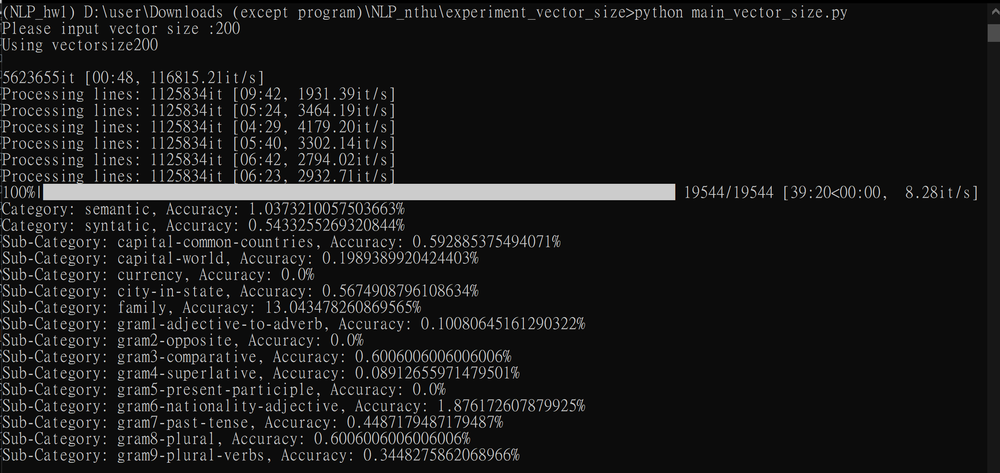 (NLP_hw1) D:\user\Downloads (except program)\NLP_nthu\experiment_vector_size>python main_vector_size.py
Please input vector size :200
Using vectorsize200
5623655it [00:48, 116815.21it/s]
Processing lines: 1125834it [09:42, 1931.39it/s]
Processing lines: 1125834it [05:24, 3464.19it/s]
Processing lines: 1125834it [04:29, 4179.20it/s]
Processing lines: 1125834it [05:40, 3302.14it/s]
Processing lines: 1125834it [06:42, 2794.02it/s]
Processing lines: 1125834it [06:23, 2932.71it/s]
100%| 19544/19544 [39:20<00:00,  8.28it/s]
Category: semantic, Accuracy: 1.0373210057503663%
Category: syntatic, Accuracy: 0.5433255269320844%
Sub-Category: capital-common-countries, Accuracy: 0.592885375494071%
Sub-Category: capital-world, Accuracy: 0.1989389920424403%
Sub-Category: currency, Accuracy: 0.0%
Sub-Category: city-in-state, Accuracy: 0.5674908796108634%
Sub-Category: family, Accuracy: 13.043478260869565%
Sub-Category: gram1-adjective-to-adverb, Accuracy: 0.10080645161290322%
Sub-Category: gram2-opposite, Accuracy: 0.0%
Sub-Category: gram3-comparative, Accuracy: 0.6006006006006006%
Sub-Category: gram4-superlative, Accuracy: 0.08912655971479501%
Sub-Category: gram5-present-participle, Accuracy: 0.0%
Sub-Category: gram6-nationality-adjective, Accuracy: 1.876172607879925%
Sub-Category: gram7-past-tense, Accuracy: 0.4487179487179487%
Sub-Category: gram8-plural, Accuracy: 0.6006006006006006%
Sub-Category: gram9-plural-verbs, Accuracy: 0.3448275862068966%